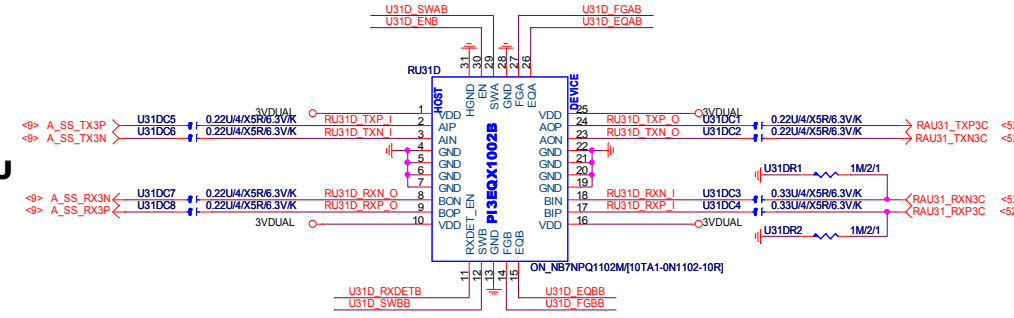 U31D_SWAB
U31D_ENB
U31D_FGAB
U31D_EQAB
RU31D
31
30
29
28
27
26
HGND
EN
SWA
GND
FGA
EQA
HOST
DEVICE
PI3EQX1002B
3VDUAL
1 VDD
VDD 25
3VDUAL
<9> A_SS_TX3P
U31DC5 0.22U/4/X5R/6.3V/K
RU31D_TXP_I
2 AIP
AOP 24
RU31D_TXP_O
U31DC1 0.22U/4/X5R/6.3V/K
RAU31_TXP3C <52
<9> A_SS_TX3N
U31DC6 0.22U/4/X5R/6.3V/K
RU31D_TXN_I
3 AIN
AON 23
RU31D_TXN_O
U31DC2 0.22U/4/X5R/6.3V/K
RAU31_TXN3C <52
4 GND
GND 22
5 GND
GND 21
6 GND
GND 20
7 GND
GND 19
U
U31DR1 1M/2/1
<9> A_SS_RX3N
U31DC7 0.22U/4/X5R/6.3V/K
RU31D_RXN_O
8 BON
BIN 18
RU31D_RXN_I
U31DC3 0.33U/4/X5R/6.3V/K
RAU31_RXN3C <52
<9> A_SS_RX3P
U31DC8 0.22U/4/X5R/6.3V/K
RU31D_RXP_O
9 BOP
BIP 17
RU31D_RXP_I
U31DC4 0.33U/4/X5R/6.3V/K
RAU31_RXP3C <52
3VDUAL
10 VDD
VDD 16
3VDUAL
U31DR2 1M/2/1
RXDET_EN
SWB
GND
FGB
EQB
11
12
13
14
15
ON_NB7NPQ1102M/[10TA1-0N1102-10R]
U31D_RXDETB
U31D_SWBB
U31D_EQBB
U31D_FGBB